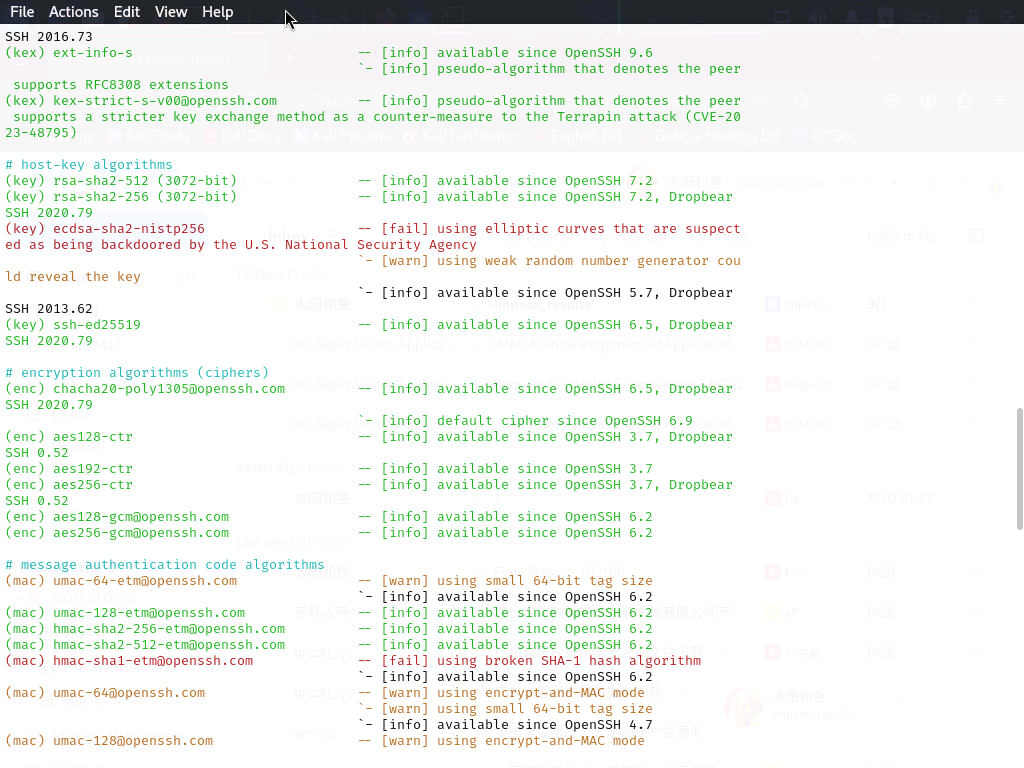 File Actions Edit View Help
SSH 2016.73
(kex) ext-info-s -- [info] available since OpenSSH 9.6
`- [info] pseudo-algorithm that denotes the peer
supports RFC8308 extensions
(kex) kex-strict-s-v00@openssh.com -- [info] pseudo-algorithm that denotes the peer
supports a stricter key exchange method as a counter-measure to the Terrapin attack (CVE-20
23-48795)
Kali Tools Kali Docs Kali Forums Kali NetHunter Exploit-DB Google Hacking DB OffSec
# host-key algorithms
(key) rsa-sha2-512 (3072-bit) -- [info] available since OpenSSH 7.2
(key) rsa-sha2-256 (3072-bit) -- [info] available since OpenSSH 7.2, Dropbear
SSH 2020.79
(key) ecdsa-sha2-nistp256 -- [fail] using elliptic curves that are suspect
ed as being backdoored by the U.S. National Security Agency
`- [warn] using weak random number generator cou
ld reveal the key
`- [info] available since OpenSSH 5.7, Dropbear
SSH 2013.62
(key) ssh-ed25519 -- [info] available since OpenSSH 6.5, Dropbear
SSH 2020.79
# encryption algorithms (ciphers)
(enc) chacha20-poly1305@openssh.com -- [info] available since OpenSSH 6.5, Dropbear
SSH 2020.79
`- [info] default cipher since OpenSSH 6.9
(enc) aes128-ctr -- [info] available since OpenSSH 3.7, Dropbear
SSH 0.52
(enc) aes192-ctr -- [info] available since OpenSSH 3.7
(enc) aes256-ctr -- [info] available since OpenSSH 3.7, Dropbear
SSH 0.52
(enc) aes128-gcm@openssh.com -- [info] available since OpenSSH 6.2
(enc) aes256-gcm@openssh.com -- [info] available since OpenSSH 6.2
# message authentication code algorithms
(mac) umac-64-etm@openssh.com -- [warn] using small 64-bit tag size
`- [info] available since OpenSSH 6.2
(mac) umac-128-etm@openssh.com -- [info] available since OpenSSH 6.2
(mac) hmac-sha2-256-etm@openssh.com -- [info] available since OpenSSH 6.2
(mac) hmac-sha2-512-etm@openssh.com -- [info] available since OpenSSH 6.2
(mac) hmac-sha1-etm@openssh.com -- [fail] using broken SHA-1 hash algorithm
`- [info] available since OpenSSH 6.2
(mac) umac-64@openssh.com -- [warn] using encrypt-and-MAC mode
`- [warn] using small 64-bit tag size
`- [info] available since OpenSSH 4.7
(mac) umac-128@openssh.com -- [warn] using encrypt-and-MAC mode